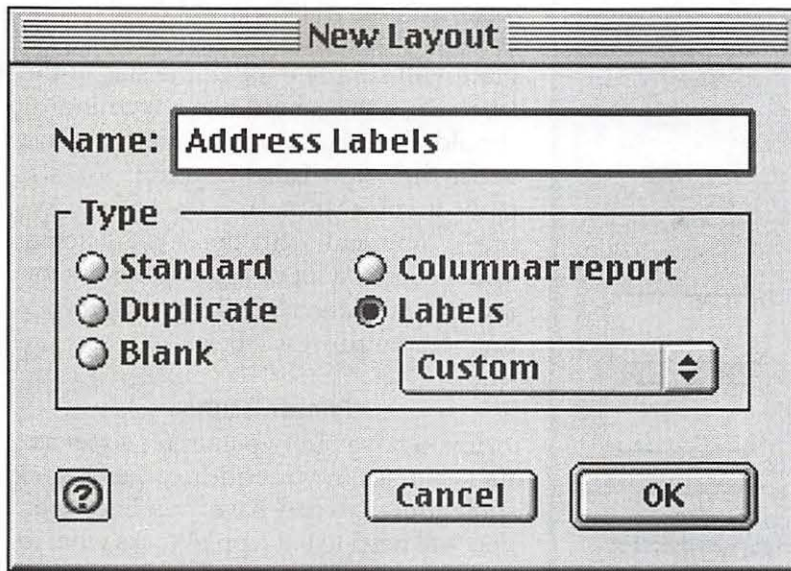 New Layout
Name: Address Labels
Type
Standard
Columnar report
Duplicate
Labels
Blank
Custom
?
Cancel
OK